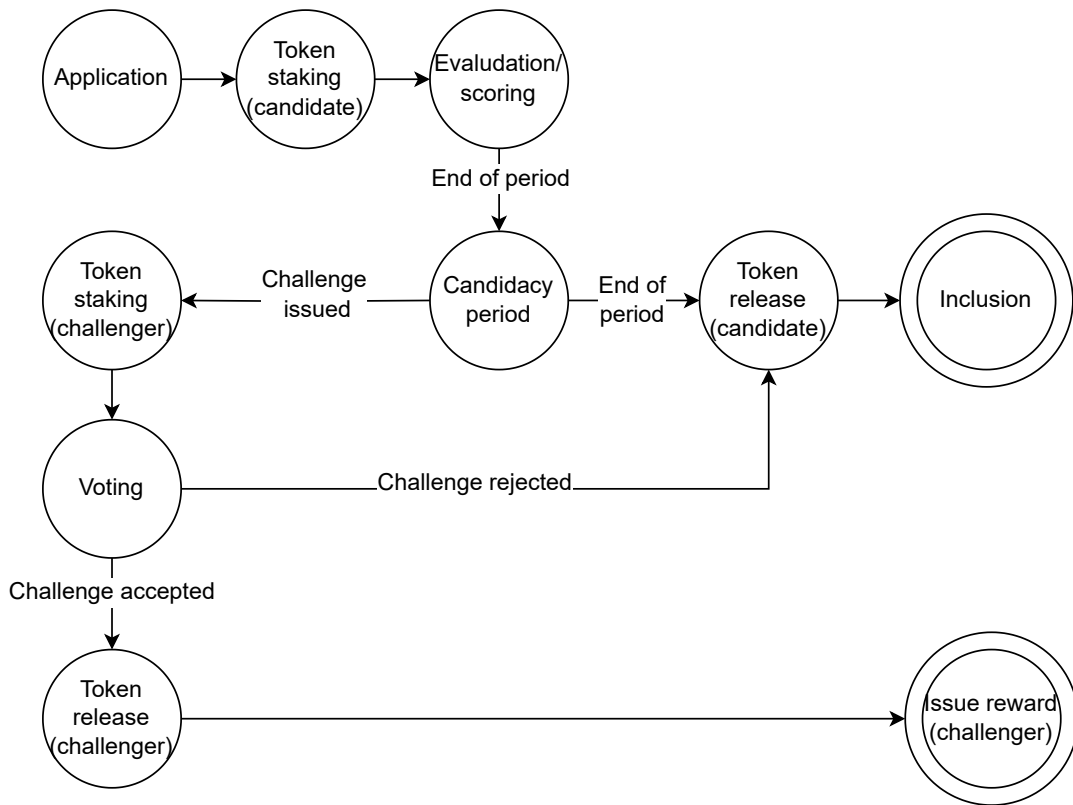 Application
Token
staking
(candidate)
Evaludation/
scoring
End of period
Token
staking
(challenger)
Challenge
issued
Candidacy
period
End of
period
Token
release
(candidate)
Inclusion
Voting
Challenge rejected
Challenge accepted
Token
release
(challenger)
Issue reward
(challenger)